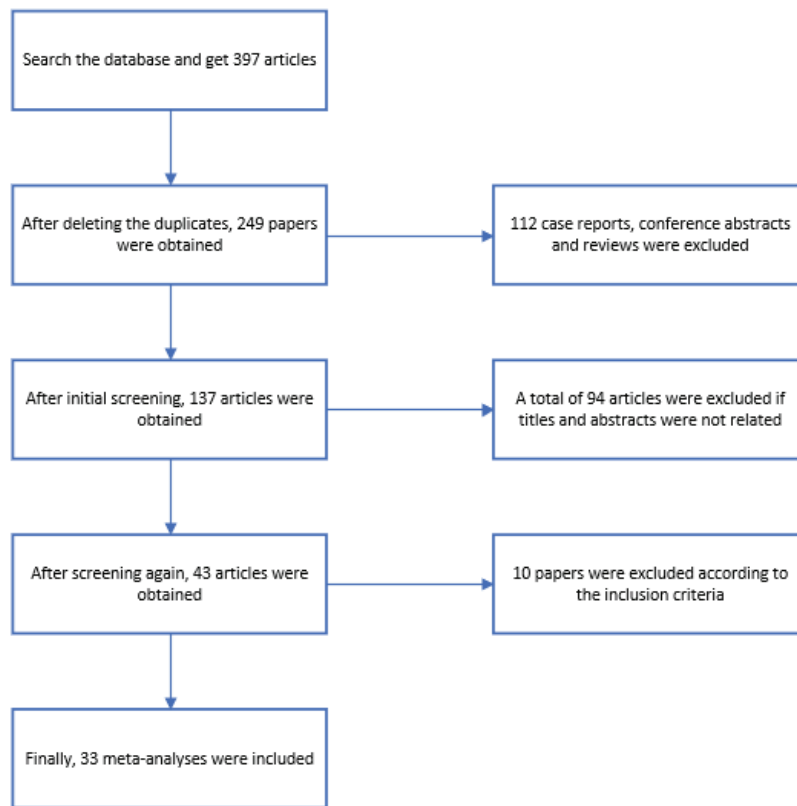 Search the database and get 397 articles
After deleting the duplicates, 249 papers
were obtained
112 case reports, conference abstracts
and reviews were excluded
After initial screening, 137 articles were
obtained
A total of 94 articles were excluded if
titles and abstracts were not related
After screening again, 43 articles were
obtained
10 papers were excluded according to
the inclusion criteria
Finally, 33 meta-analyses were included